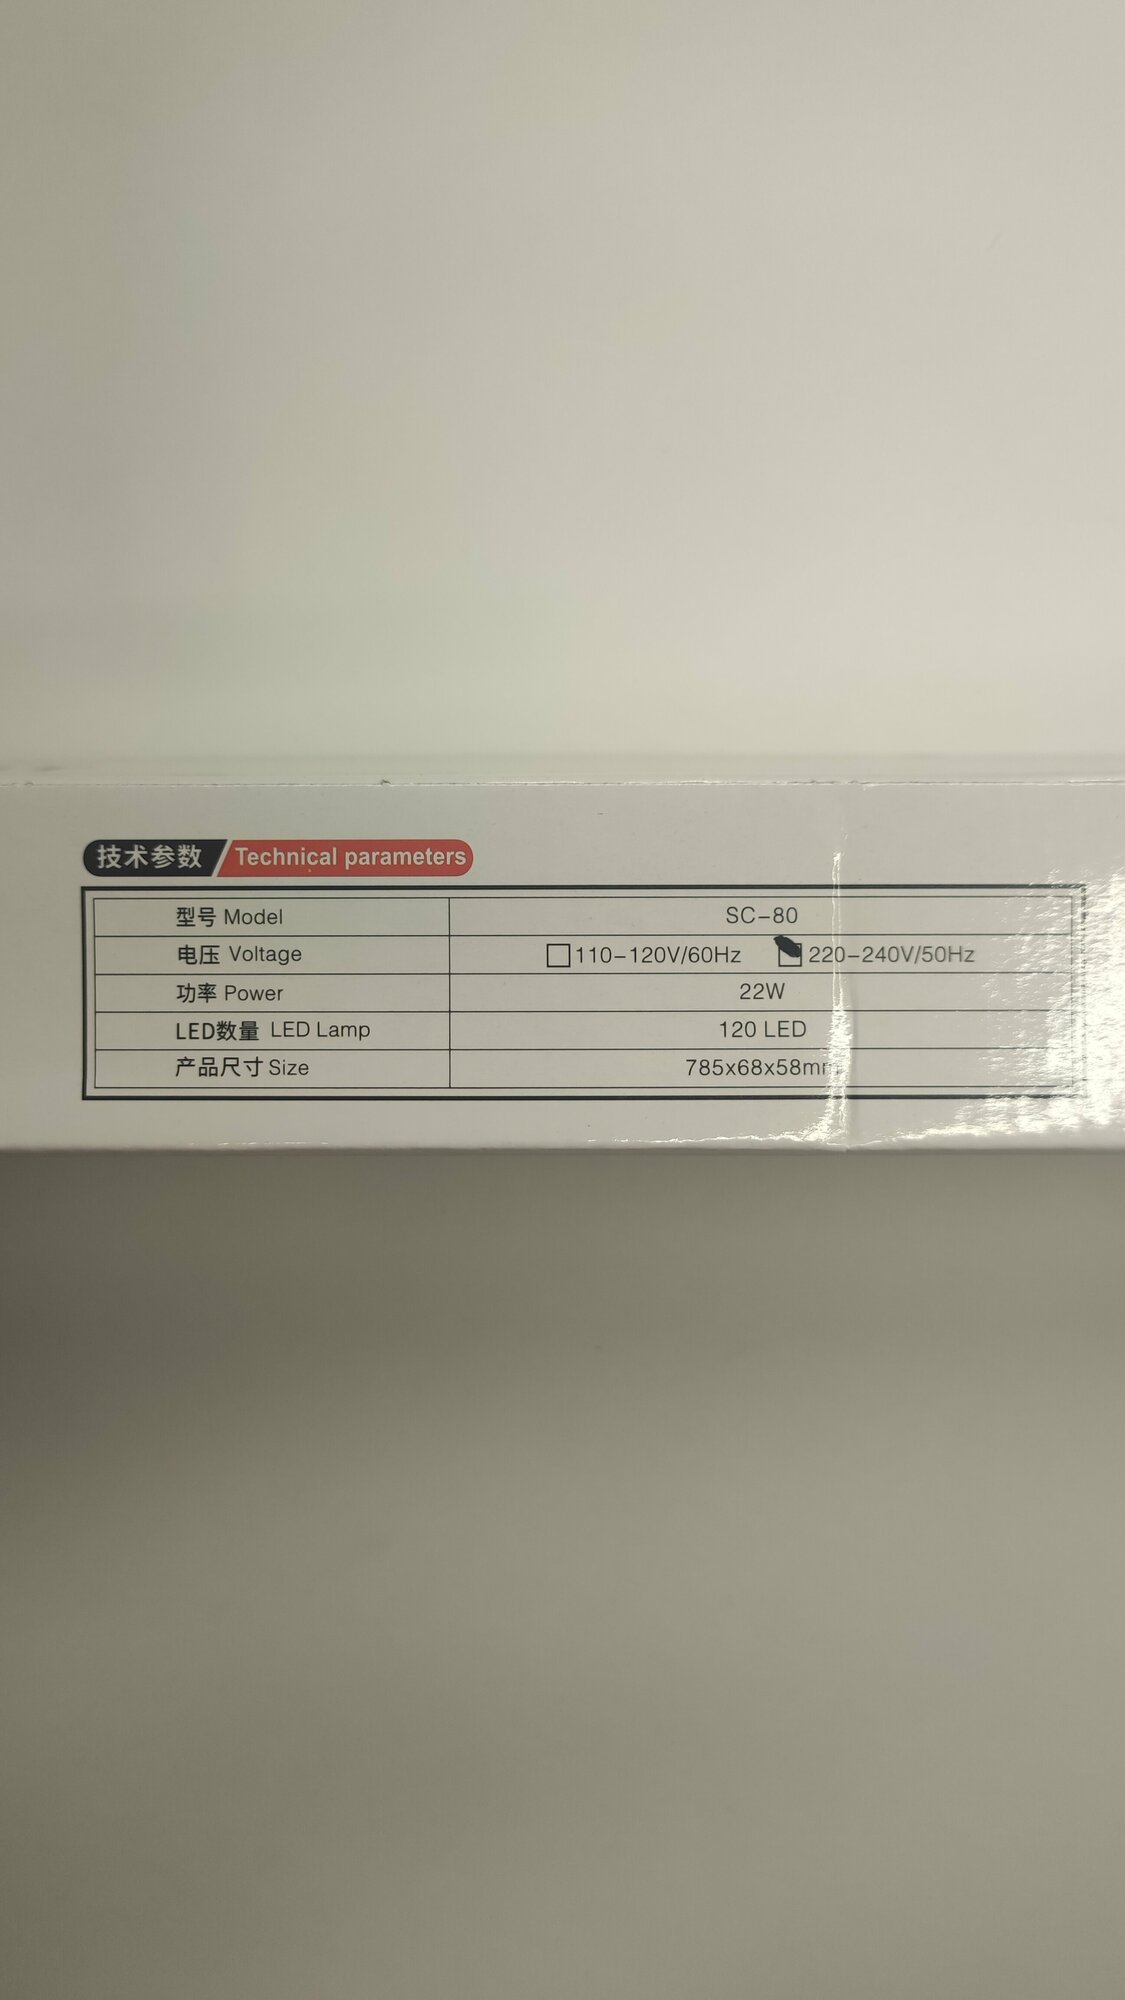 技术参数 Technical parameters
型号 Model SC-80
电压 Voltage 110-120V/60Hz 220-240V/50Hz
功率 Power 22W
LED数量 LED Lamp 120 LED
产品尺寸 Size 785x68x58mm